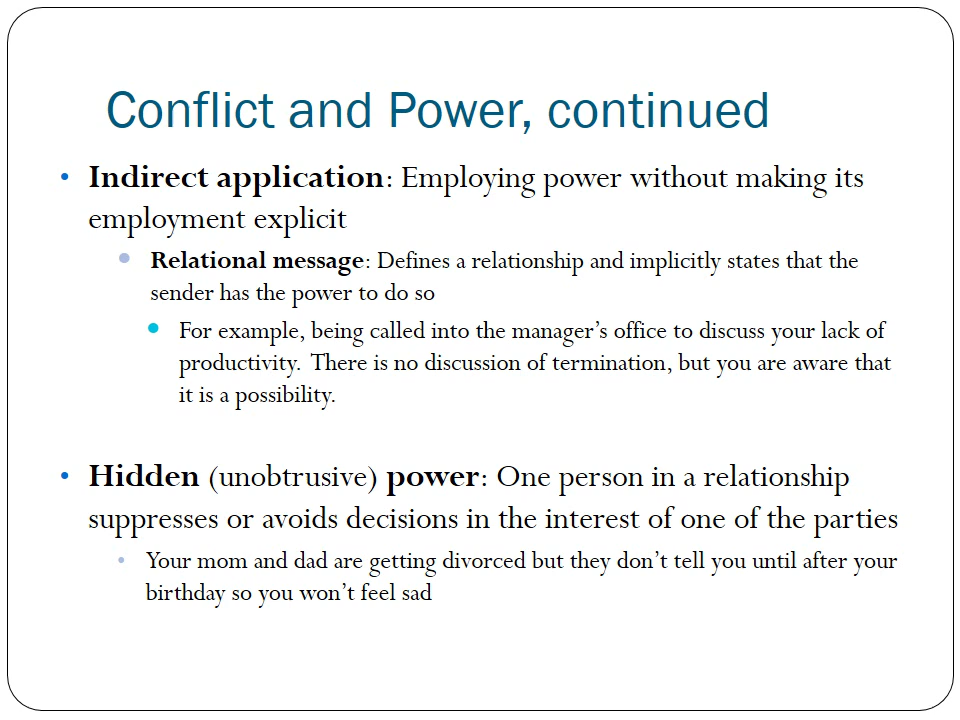 Conflict and Power, continued
• Indirect application: Employing power without making its
employment explicit
• Relational message: Defines a relationship and implicitly states that the
sender has the power to do so
• For example, being called into the manager’s office to discuss your lack of
productivity.  There is no discussion of termination, but you are aware that
it is a possibility.
• Hidden (unobtrusive) power: One person in a relationship
suppresses or avoids decisions in the interest of one of the parties
• Your mom and dad are getting divorced but they don’t tell you until after your
birthday so you won’t feel sad